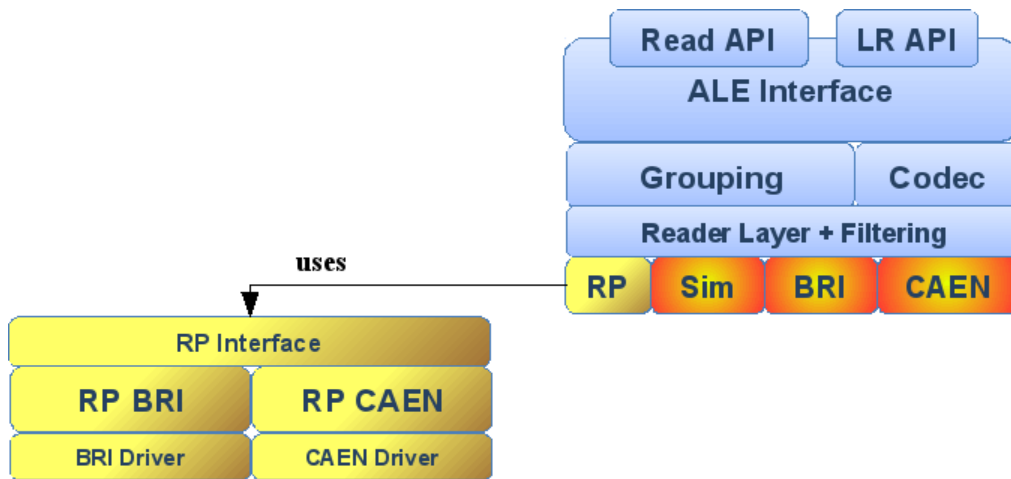 Read API LR API
ALE Interface
Grouping Codec
Reader Layer + Filtering
uses
RP Sim BRI CAEN
RP Interface
RP BRI RP CAEN
BRI Driver CAEN Driver